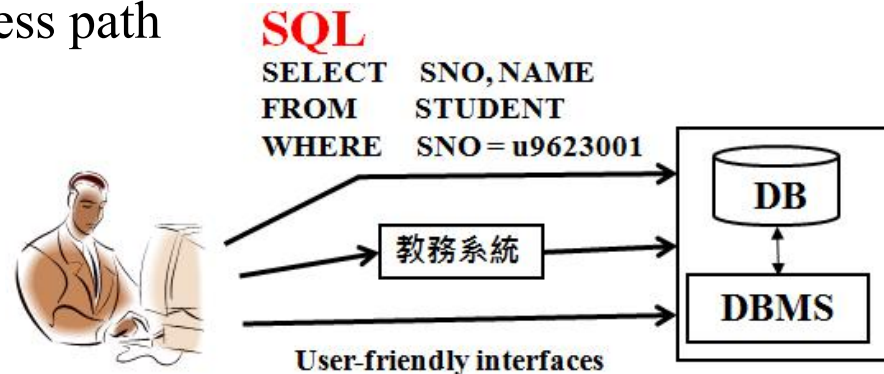 ess path
SQL
SELECT SNO, NAME
FROM STUDENT
WHERE SNO = u9623001
DB
教務系統
DBMS
User-friendly interfaces